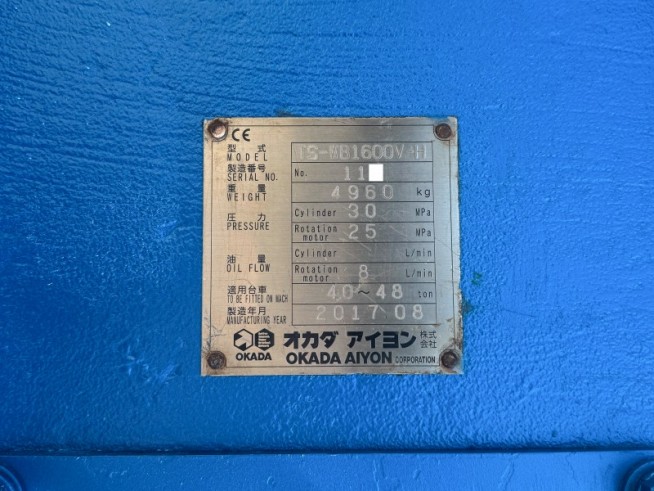 CE
型式 TS-WB1600V-H
MODEL
製造番号 No. 11
SERIAL NO.
重量 4960 kg
WEIGHT
圧力 Cylinder 30 MPa
PRESSURE Rotation motor 25 MPa
油量 Cylinder L/min
OIL FLOW Rotation motor 8 L/min
適用台車 40~48 ton
TO BE FITTED ON MACH
製造年月 2017 08
MANUFACTURING YEAR
オカダ アイヨン 株式会社
OKADA OKADA AIYON CORPORATION